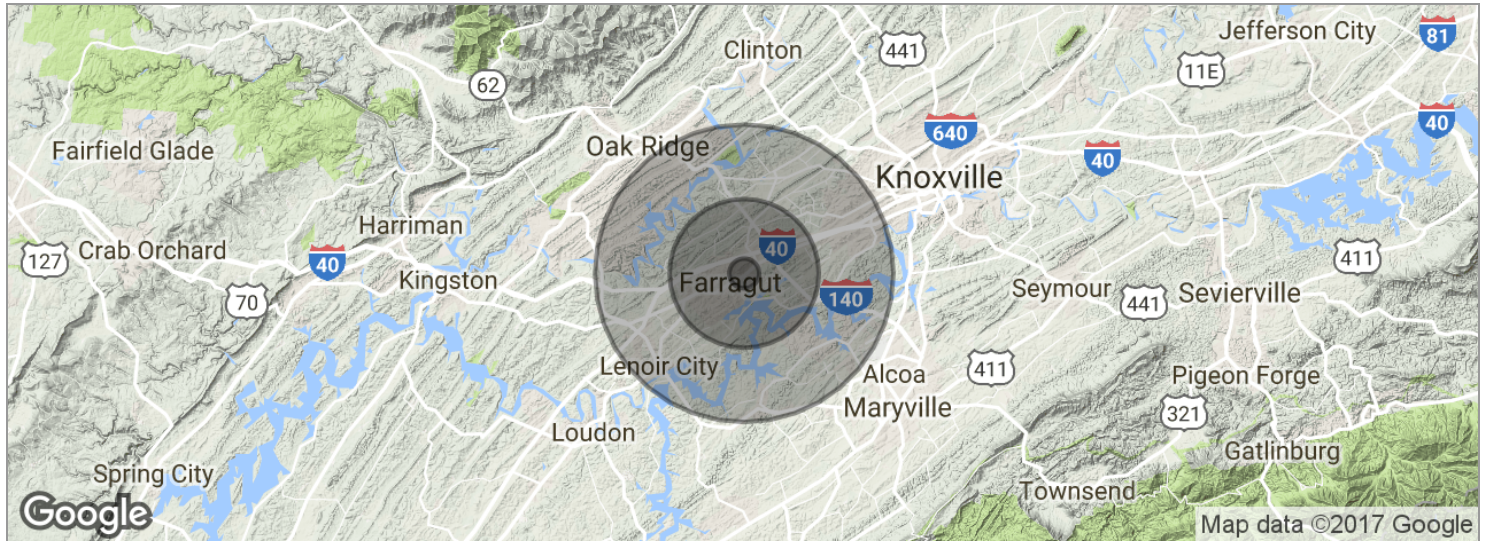 Jefferson City
81
441
Clinton
11E
62
640
40
Oak Ridge
Fairfield Glade
40
Knoxville
Harriman
Crab Orchard
127
40
40
411
Kingston
Farragut
140
Seymour
441
Sevierville
70
Lenoir City
Alcoa
411
Pigeon Forge
Maryville
321
Loudon
Gatlinburg
Spring City
Townsend
Google
Map data ©2017 Google